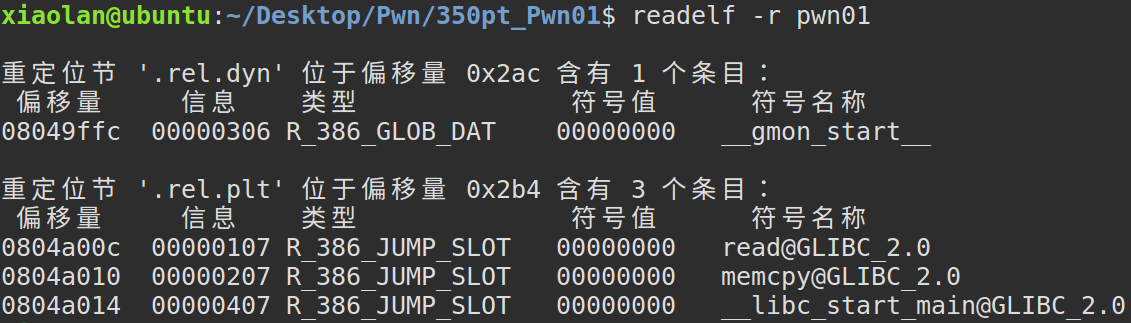 xiaolan@ubuntu:~/Desktop/Pwn/350pt_Pwn01$ readelf -r pwn01
重定位节 '.rel.dyn' 位于偏移量 0x2ac 含有 1 个条目：
偏移量 信息 类型 符号值 符号名称
08049ffc 00000306 R_386_GLOB_DAT 00000000 __gmon_start__
重定位节 '.rel.plt' 位于偏移量 0x2b4 含有 3 个条目：
偏移量 信息 类型 符号值 符号名称
0804a00c 00000107 R_386_JUMP_SLOT 00000000 read@GLIBC_2.0
0804a010 00000207 R_386_JUMP_SLOT 00000000 memcpy@GLIBC_2.0
0804a014 00000407 R_386_JUMP_SLOT 00000000 __libc_start_main@GLIBC_2.0